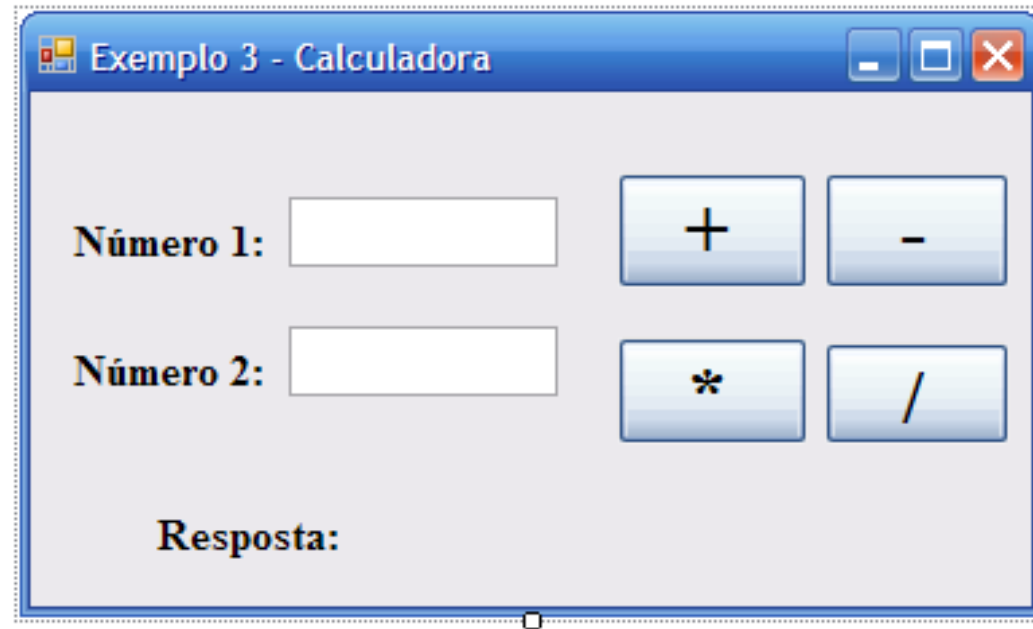 Exemplo 3 - Calculadora
Número 1:
+
-
Número 2:
*
/
Resposta: